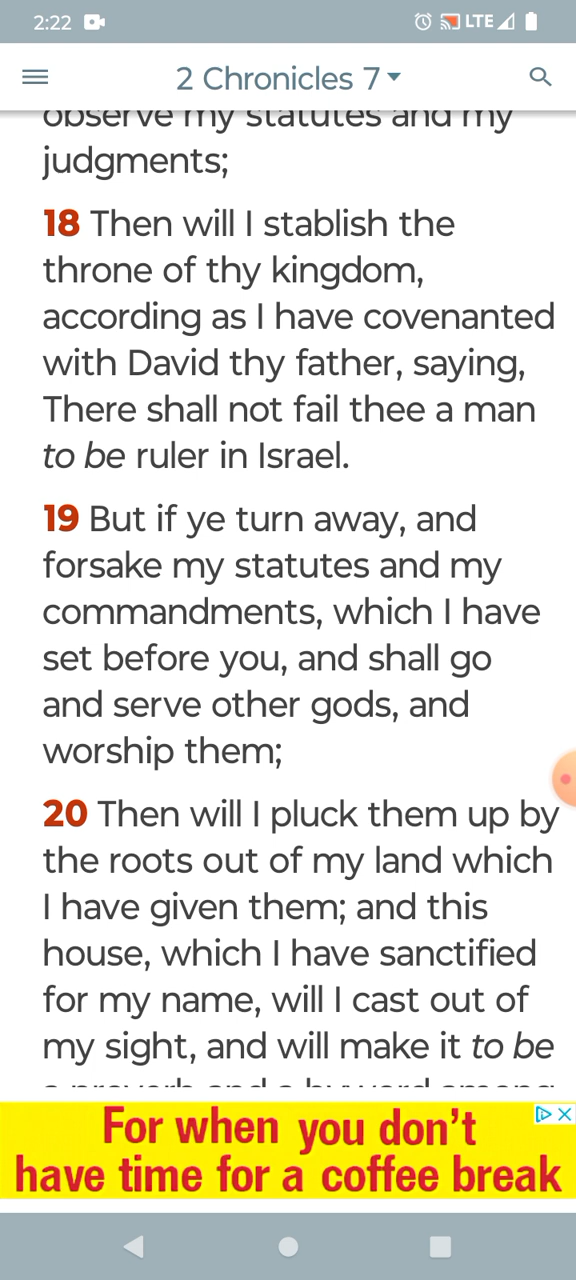 2:22
LTE
2 Chronicles 7
observe my statutes and my
judgments;
18 Then will I stablish the
throne of thy kingdom,
according as I have covenanted
with David thy father, saying,
There shall not fail thee a man
to be ruler in Israel.
19 But if ye turn away, and
forsake my statutes and my
commandments, which I have
set before you, and shall go
and serve other gods, and
worship them;
20 Then will I pluck them up by
the roots out of my land which
I have given them; and this
house, which I have sanctified
for my name, will I cast out of
my sight, and will make it to be
For when you don't
have time for a coffee break